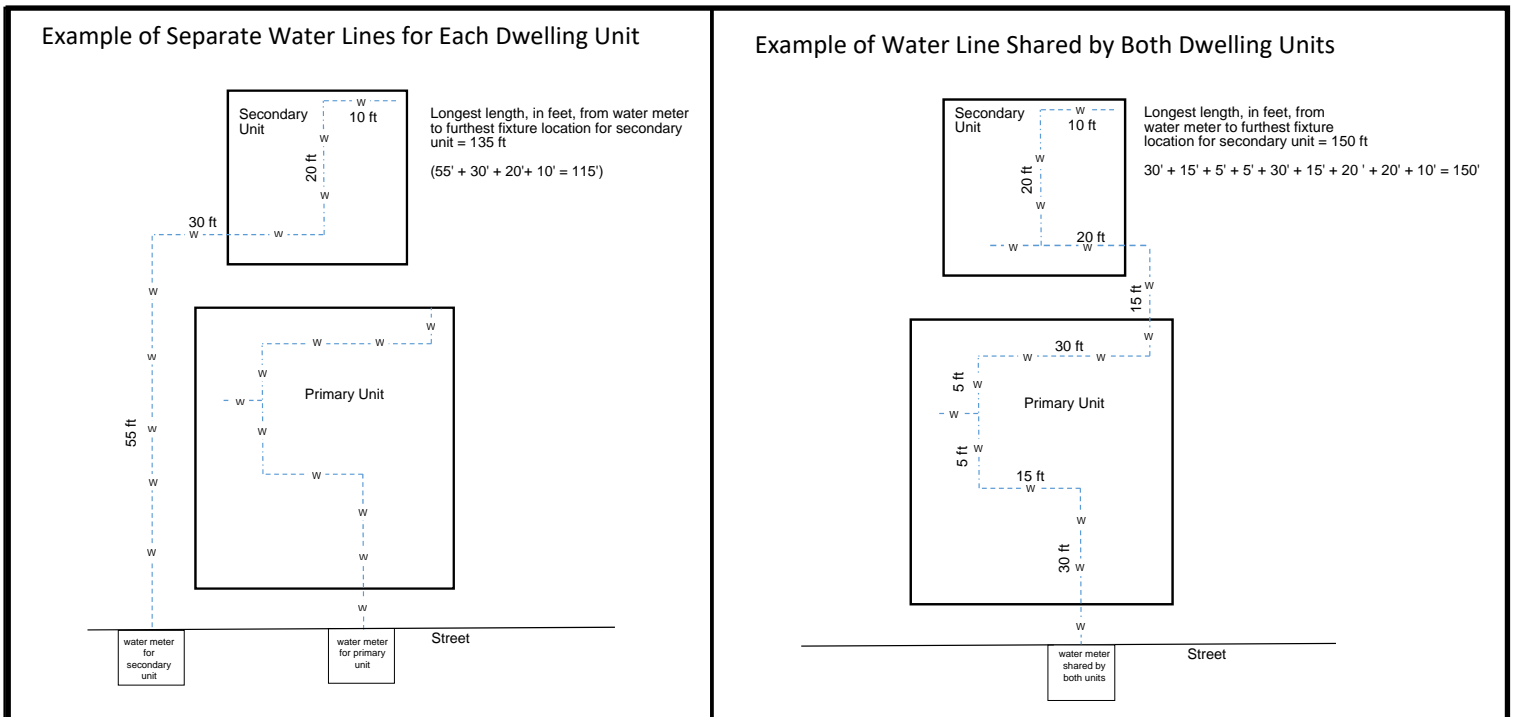 Example of Separate Water Lines for Each Dwelling Unit
Secondary
Unit
W
10 ft
W
20 ft
W
30 ft
W
W
Longest length, in feet, from water meter
to furthest fixture location for secondary
unit = 135 ft
(55' + 30' + 20'+ 10' = 115')
W
W
55 ft
W
W
W
W
W
W
W
Primary Unit
W
W
W
W
W
W
Street
water meter
for
secondary
unit
water meter
for primary
unit
Example of Water Line Shared by Both Dwelling Units
Secondary
Unit
W
10 ft
W
20 ft
W
20 ft
W
W
Longest length, in feet, from
water meter to furthest fixture
location for secondary unit = 150 ft
30' + 15' + 5' + 5' + 30' + 15' + 20 ' + 20' + 10' = 150'
W
15 ft
W
30 ft
W
W
5 ft
W
Primary Unit
W
5 ft
W
15 ft
W
W
30 ft
W
W
Street
water meter
shared by
both units